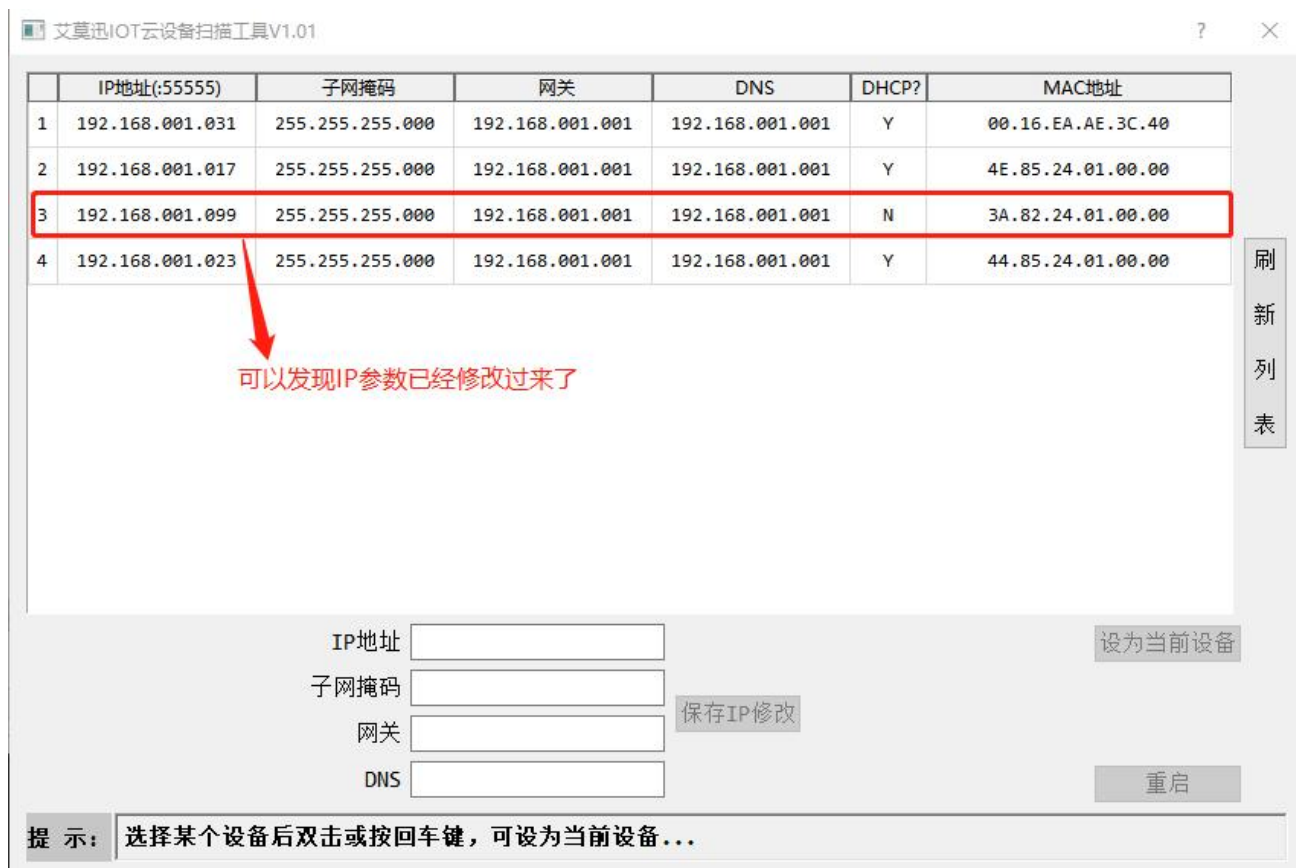 艾莫迅IOT云设备扫描工具V1.01 ?
IP地址(:55555) 子网掩码 网关 DNS DHCP? MAC地址
1 192.168.001.031 255.255.255.000 192.168.001.001 192.168.001.001 Y 00.16.EA.AE.3C.40
2 192.168.001.017 255.255.255.000 192.168.001.001 192.168.001.001 Y 4E.85.24.01.00.00
3 192.168.001.099 255.255.255.000 192.168.001.001 192.168.001.001 N 3A.82.24.01.00.00
4 192.168.001.023 255.255.255.000 192.168.001.001 192.168.001.001 Y 44.85.24.01.00.00
刷新列表
可以发现IP参数已经修改过来了
IP地址
设为当前设备
子网掩码
保存IP修改
网关
DNS
重启
提 示: 选择某个设备后双击或按回车键，可设为当前设备...